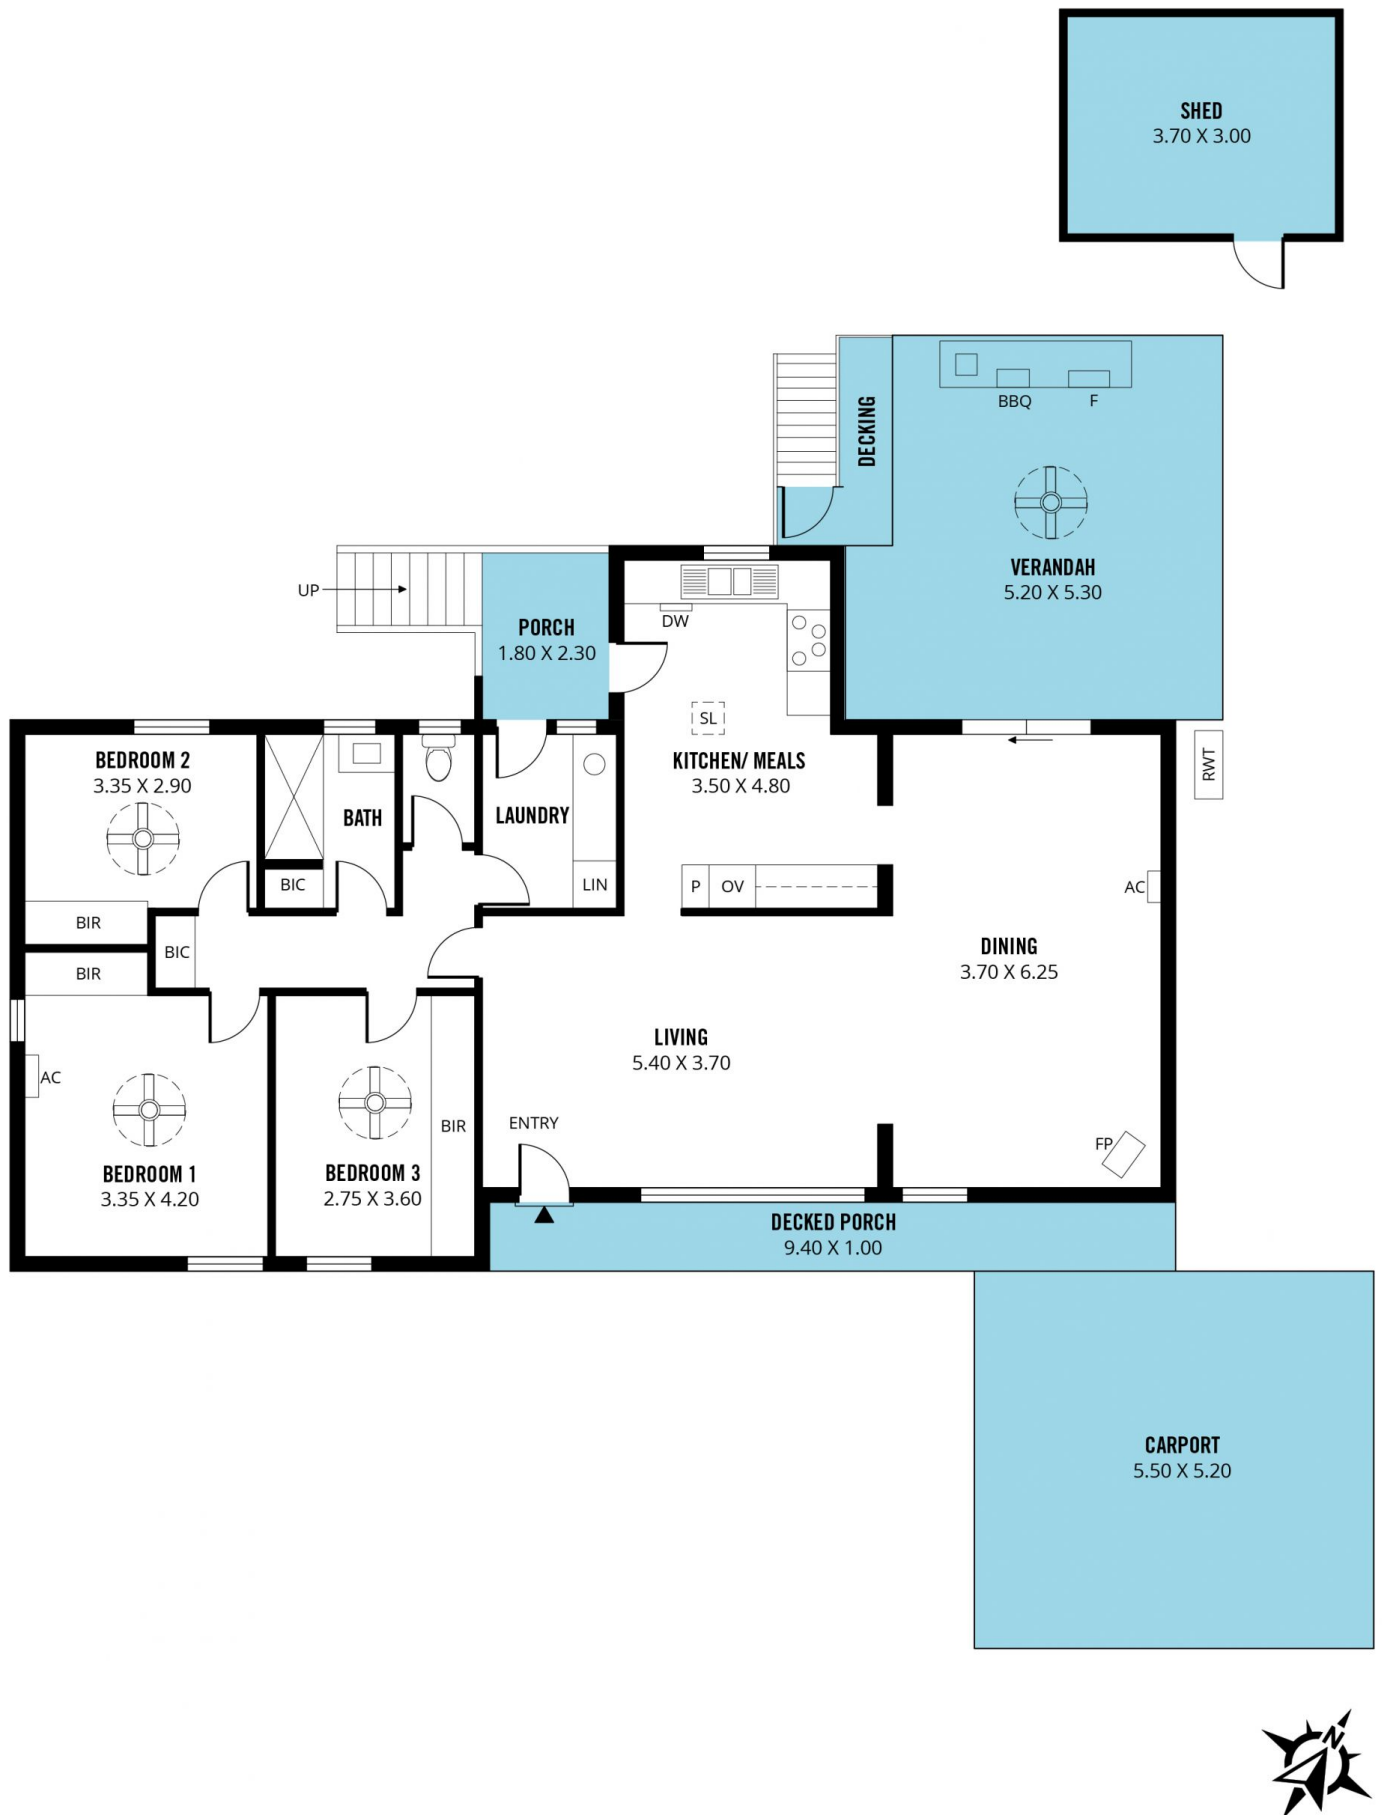 SHED
3.70 X 3.00
BBQ
F
DECKING
VERANDAH
5.20 X 5.30
UP
PORCH
1.80 X 2.30
DW
SL
KITCHEN/ MEALS
3.50 X 4.80
RWT
BEDROOM 2
3.35 X 2.90
BATH
LAUNDRY
BIC
LIN
P
OV
AC
BIR
BIC
BIR
DINING
3.70 X 6.25
LIVING
5.40 X 3.70
AC
BIR
ENTRY
FP
BEDROOM 1
3.35 X 4.20
BEDROOM 3
2.75 X 3.60
DECKED PORCH
9.40 X 1.00
CARPORT
5.50 X 5.20
N